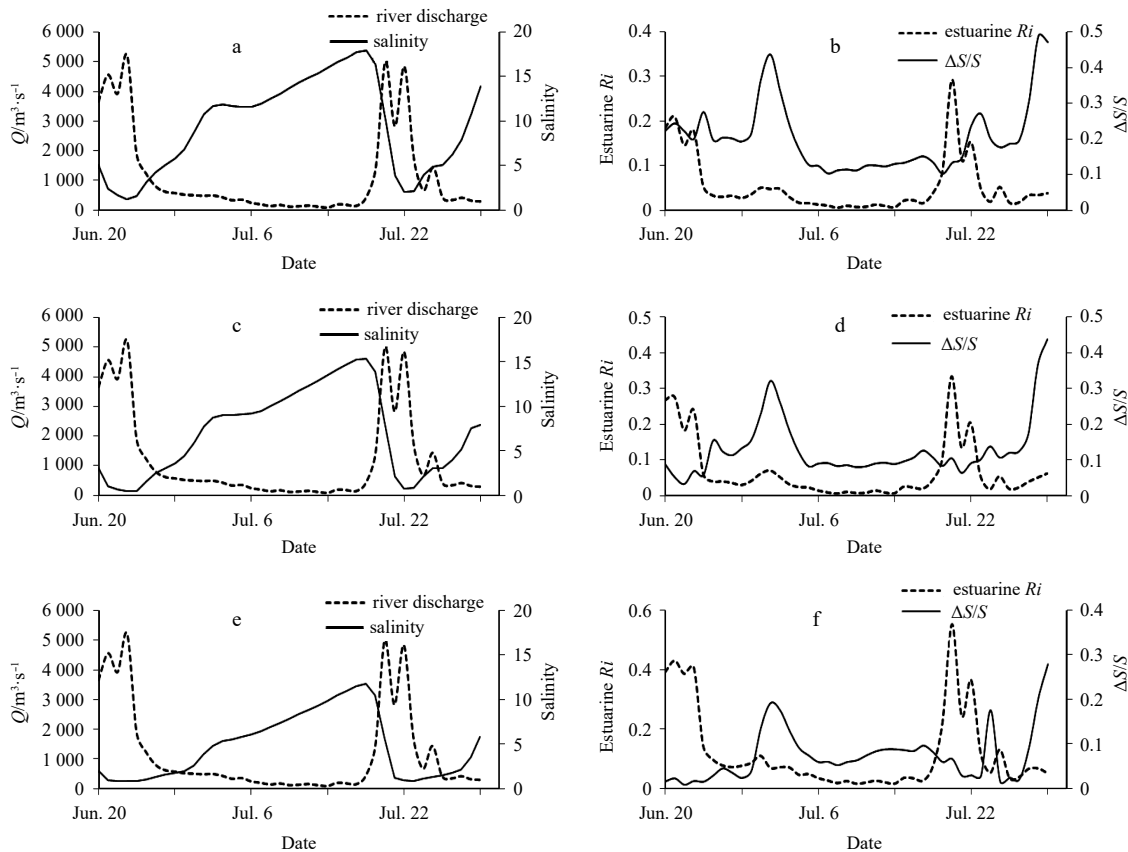 river discharge
salinity
a
6 000
5 000
4 000
3 000
2 000
1 000
0
Q/m³·s⁻¹
20
15
10
5
0
Salinity
Jun. 20
Jul. 6
Jul. 22
Date
estuarine Ri
ΔS/S
b
0.4
0.3
0.2
0.1
0
Estuarine Ri
0.5
0.4
0.3
0.2
0.1
0
ΔS/S
Jun. 20
Jul. 6
Jul. 22
Date
river discharge
salinity
c
6 000
5 000
4 000
3 000
2 000
1 000
0
Q/m³·s⁻¹
20
15
10
5
0
Salinity
Jun. 20
Jul. 6
Jul. 22
Date
estuarine Ri
ΔS/S
d
0.5
0.4
0.3
0.2
0.1
0
Estuarine Ri
0.5
0.4
0.3
0.2
0.1
0
ΔS/S
Jun. 20
Jul. 6
Jul. 22
Date
river discharge
salinity
e
6 000
5 000
4 000
3 000
2 000
1 000
0
Q/m³·s⁻¹
20
15
10
5
0
Salinity
Jun. 20
Jul. 6
Jul. 22
Date
estuarine Ri
ΔS/S
f
0.6
0.4
0.2
0
Estuarine Ri
0.4
0.3
0.2
0.1
0
ΔS/S
Jun. 20
Jul. 6
Jul. 22
Date